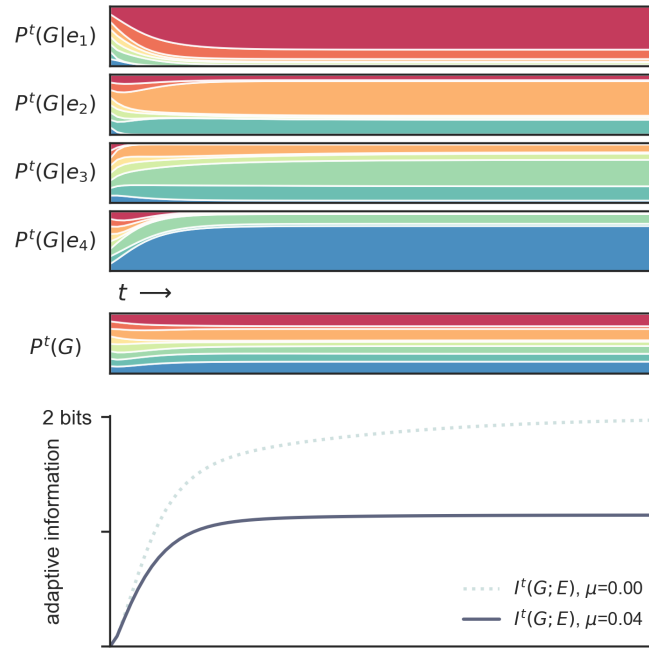 P^t(G|e_1)
P^t(G|e_2)
P^t(G|e_3)
P^t(G|e_4)
t ⟶
P^t(G)
2 bits
adaptive information
I^t(G; E), μ=0.00
I^t(G; E), μ=0.04